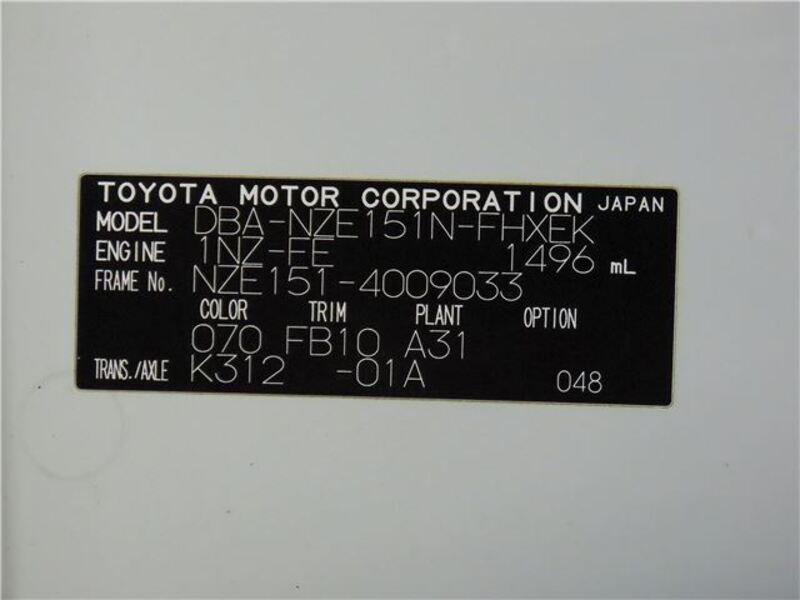 TOYOTA MOTOR CORPORATION JAPAN
MODEL DBA-NZE151N-FHXEK
ENGINE 1NZ-FE 1496 mL
FRAME No. NZE151-4009033
COLOR TRIM PLANT OPTION
070 FB10 A31
TRANS./AXLE K312 -01A 048